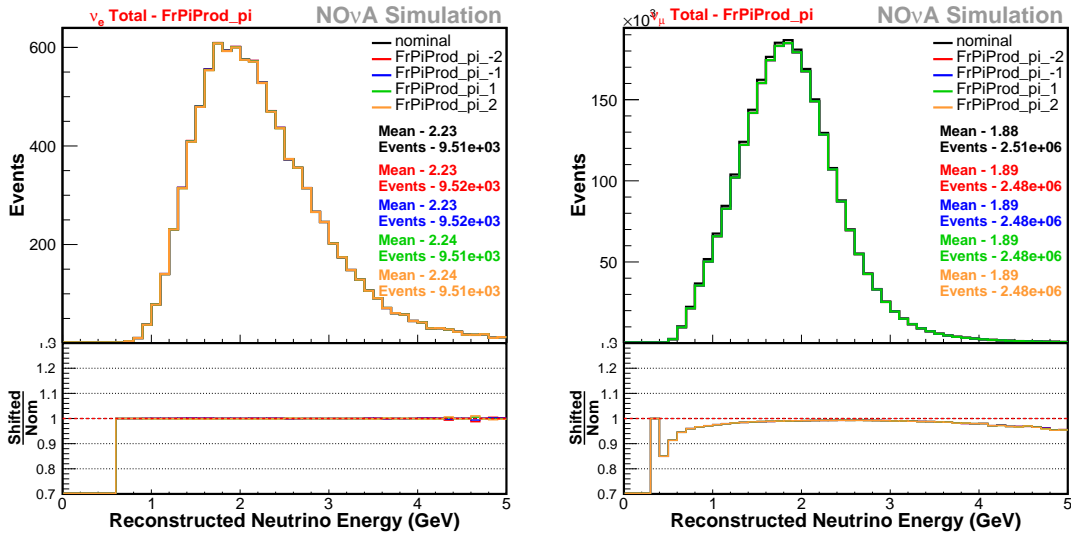 νe Total - FrPiProd_pi
NOνA Simulation
nominal
FrPiProd_pi_-2
FrPiProd_pi_-1
FrPiProd_pi_1
FrPiProd_pi_2
Mean - 2.23
Events - 9.51e+03
Mean - 2.23
Events - 9.52e+03
Mean - 2.23
Events - 9.52e+03
Mean - 2.24
Events - 9.51e+03
Mean - 2.24
Events - 9.51e+03
Events
600
400
200
1.3
1.2
1.1
1
0.9
0.8
0.7
Shifted
Nom
0 1 2 3 4 5
Reconstructed Neutrino Energy (GeV)
×10³
νμ Total - FrPiProd_pi
NOνA Simulation
nominal
FrPiProd_pi_-2
FrPiProd_pi_-1
FrPiProd_pi_1
FrPiProd_pi_2
Mean - 1.88
Events - 2.51e+06
Mean - 1.89
Events - 2.48e+06
Mean - 1.89
Events - 2.48e+06
Mean - 1.89
Events - 2.48e+06
Mean - 1.89
Events - 2.48e+06
Events
150
100
50
1.3
1.2
1.1
1
0.9
0.8
0.7
Shifted
Nom
0 1 2 3 4 5
Reconstructed Neutrino Energy (GeV)